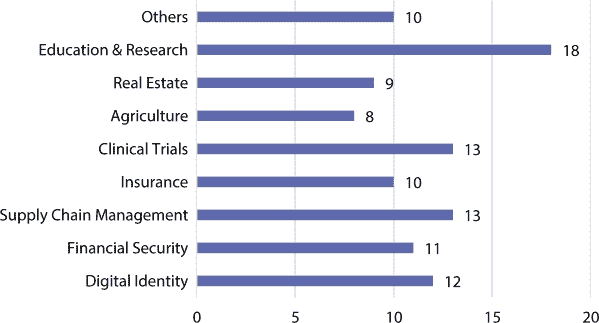 Others 10
Education & Research 18
Real Estate 9
Agriculture 8
Clinical Trials 13
Insurance 10
Supply Chain Management 13
Financial Security 11
Digital Identity 12
0 5 10 15 20